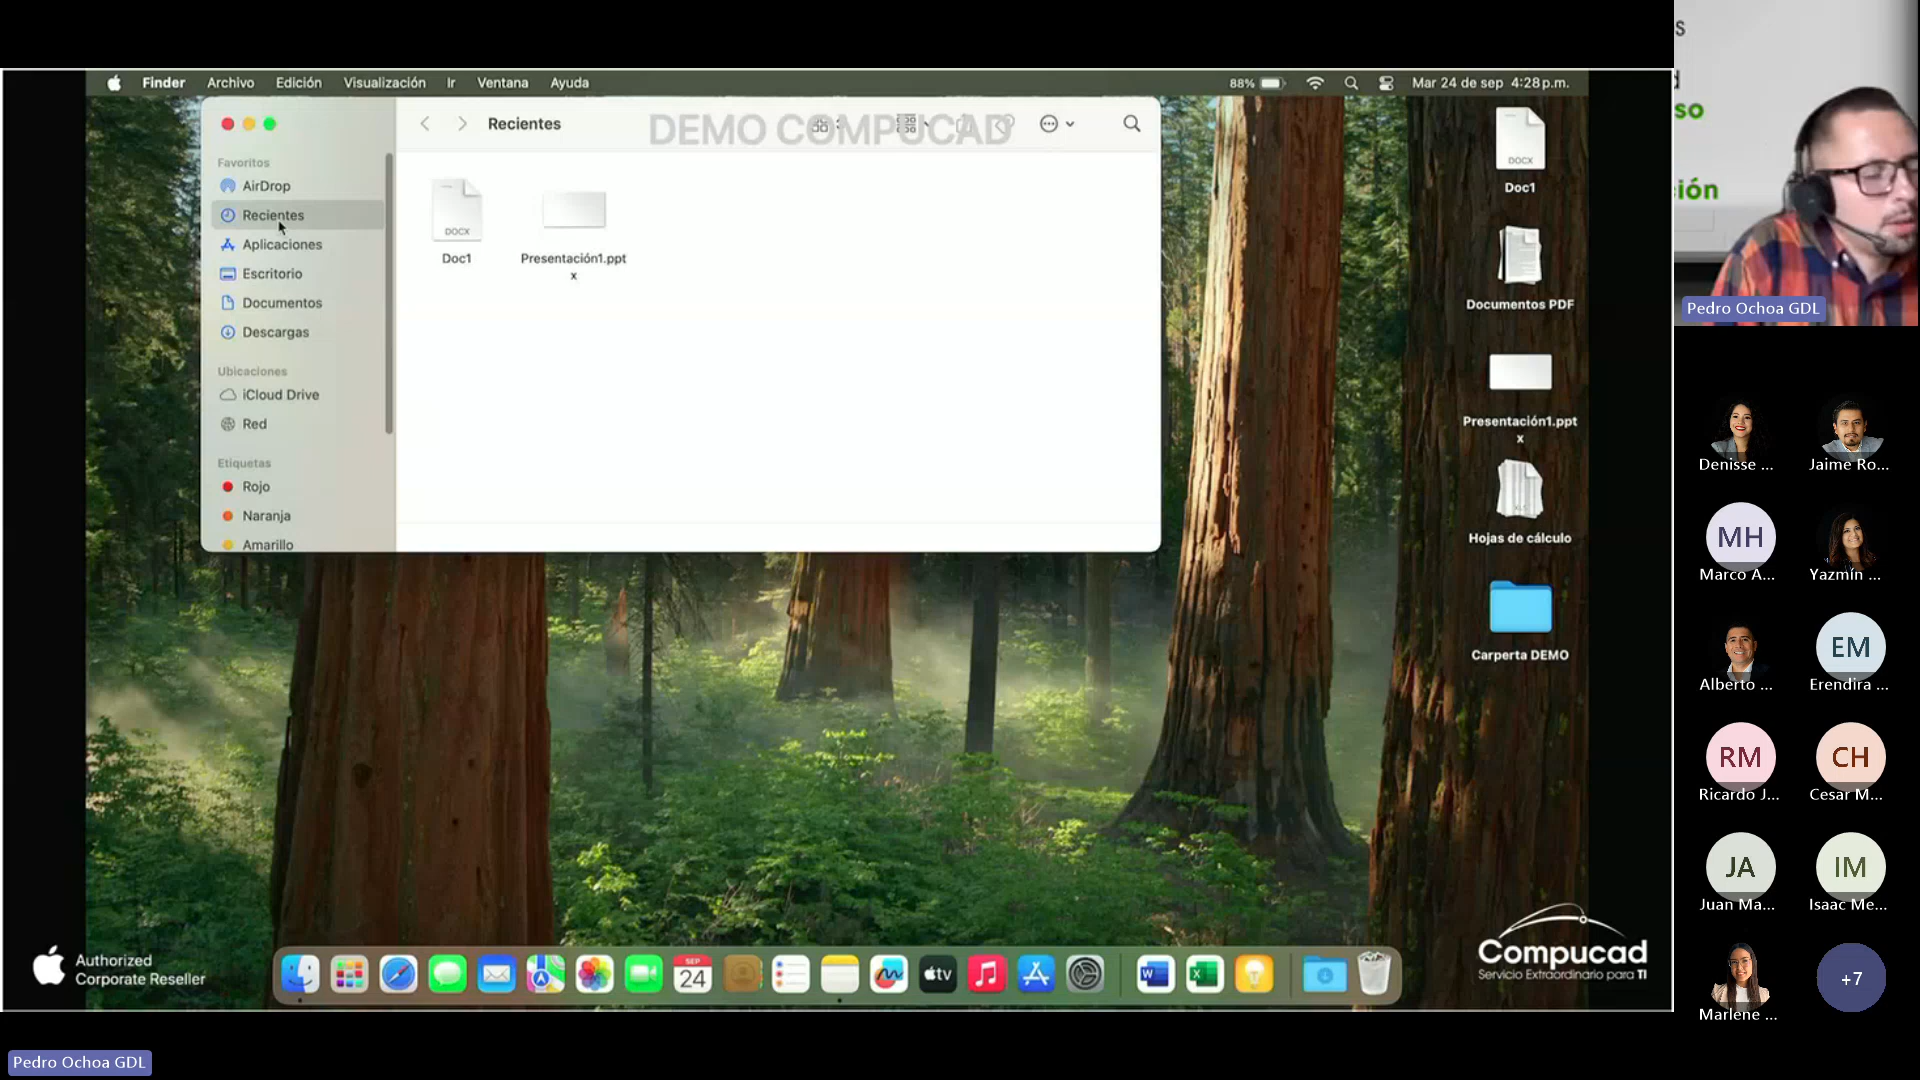 Finder Archivo Edición Visualización Ir Ventana Ayuda
88% Mar 24 de sep 4:28 p.m.
Recientes
DEMO COMPUCAD
Favoritos
AirDrop
Recientes
Aplicaciones
Escritorio
Documentos
Descargas
Ubicaciones
iCloud Drive
Red
Etiquetas
Rojo
Naranja
Amarillo
DOCX
Doc1
Presentación1.ppt
x
DOCX
Doc1
Documentos PDF
Presentación1.ppt
x
Hojas de cálculo
Carperta DEMO
Authorized
Corporate Reseller
SEP
24
tv
W
X
Compucad
Servicio Extraordinario para TI
s
d
so
ción
Pedro Ochoa GDL
Denisse ...
Jaime Ro...
MH
Marco A...
Yazmín ...
Alberto ...
EM
Erendira ...
RM
Ricardo J...
CH
Cesar M...
JA
Juan Ma...
IM
Isaac Me...
Marlene ...
+7
Pedro Ochoa GDL